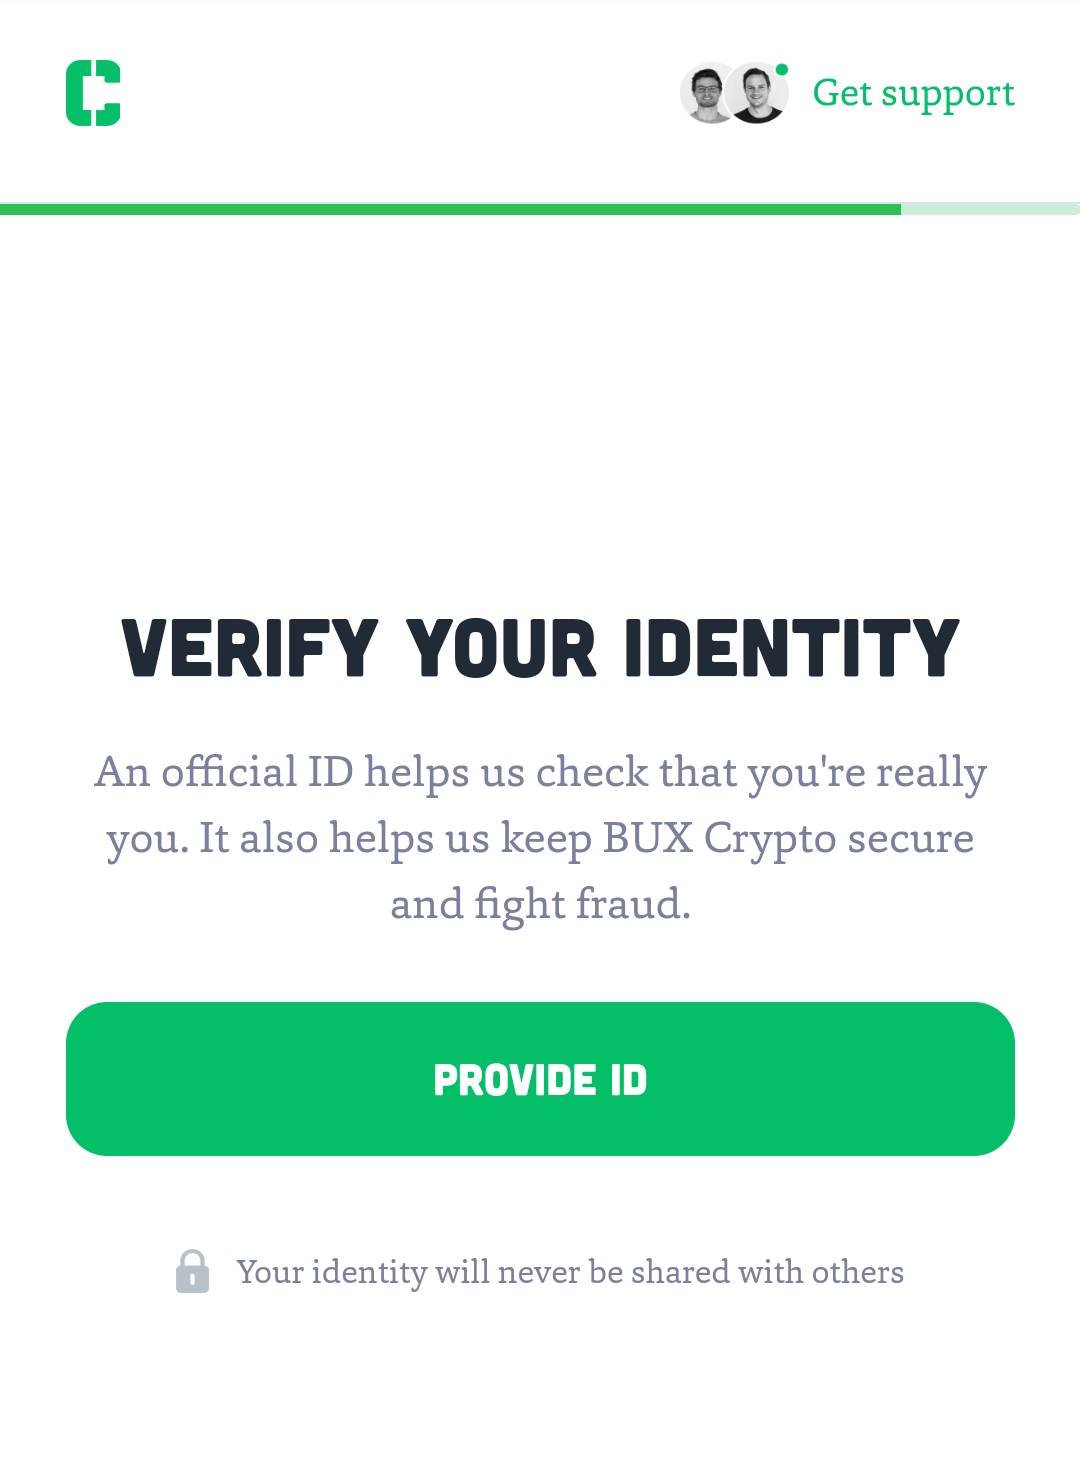 Get support
VERIFY YOUR IDENTITY
An official ID helps us check that you're really
you. It also helps us keep BUX Crypto secure
and fight fraud.
PROVIDE ID
Your identity will never be shared with others